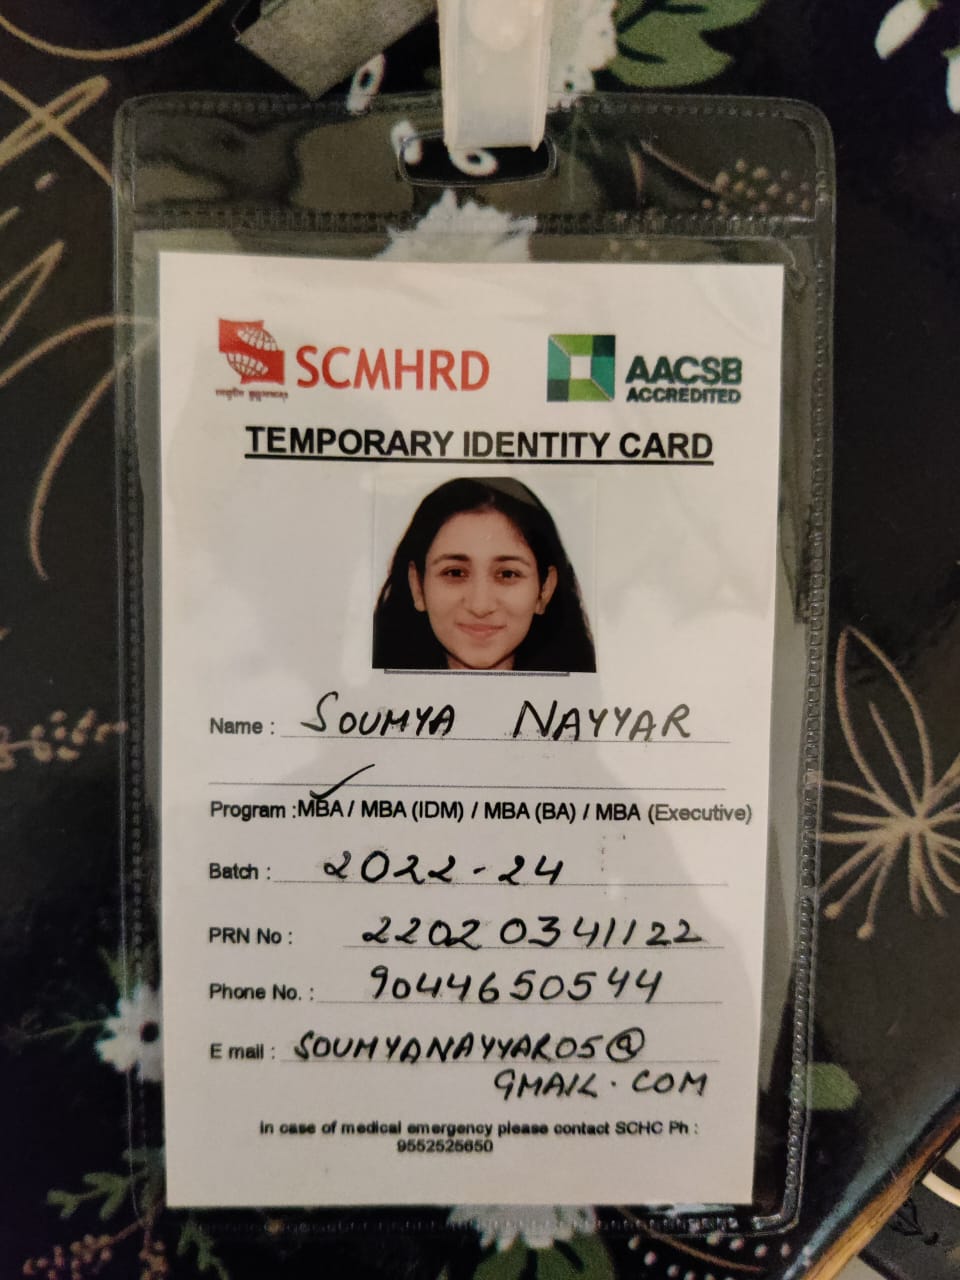 SCMHRD
AACSB
ACCREDITED
TEMPORARY IDENTITY CARD
Name : SOUMYA NAYYAR
Program :MBA / MBA (IDM) / MBA (BA) / MBA (Executive)
Batch : 2022-24
PRN No : 22020341122
Phone No. : 9044650544
E mail : SOUMYANAYYAR05@
GMAIL.COM
In case of medical emergency please contact SCHC Ph :
9552525650